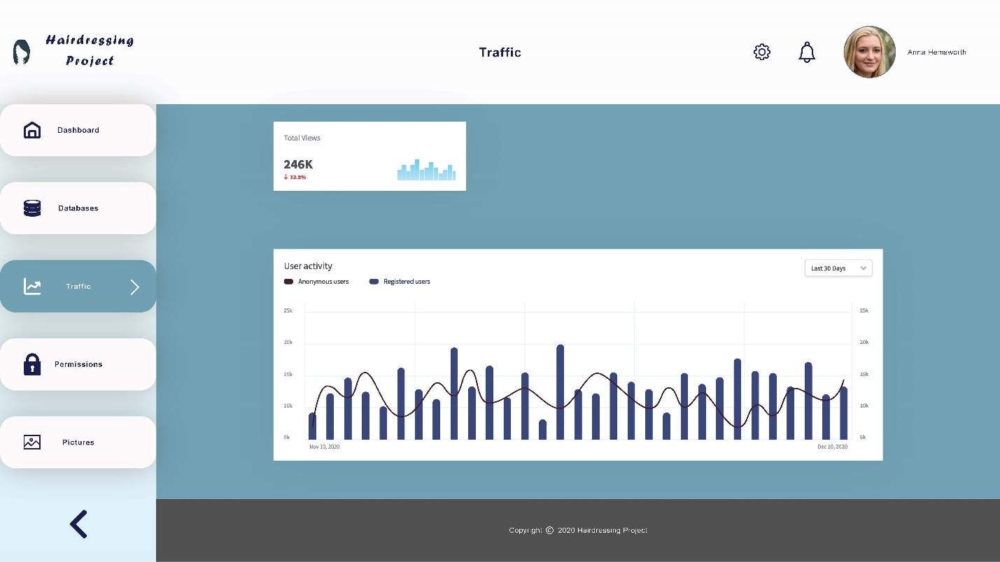 Hairdressing
Project
Traffic
Anna Hemsworth
Dashboard
Databases
Traffic
Permissions
Pictures
Total Views
246K
↓ 13.8%
User activity
Last 30 Days
Anonymous users
Registered users
25k
25k
20k
20k
15k
15k
10k
10k
5k
5k
Nov 10, 2020
Dec 10, 2020
Copyright © 2020 Hairdressing Project